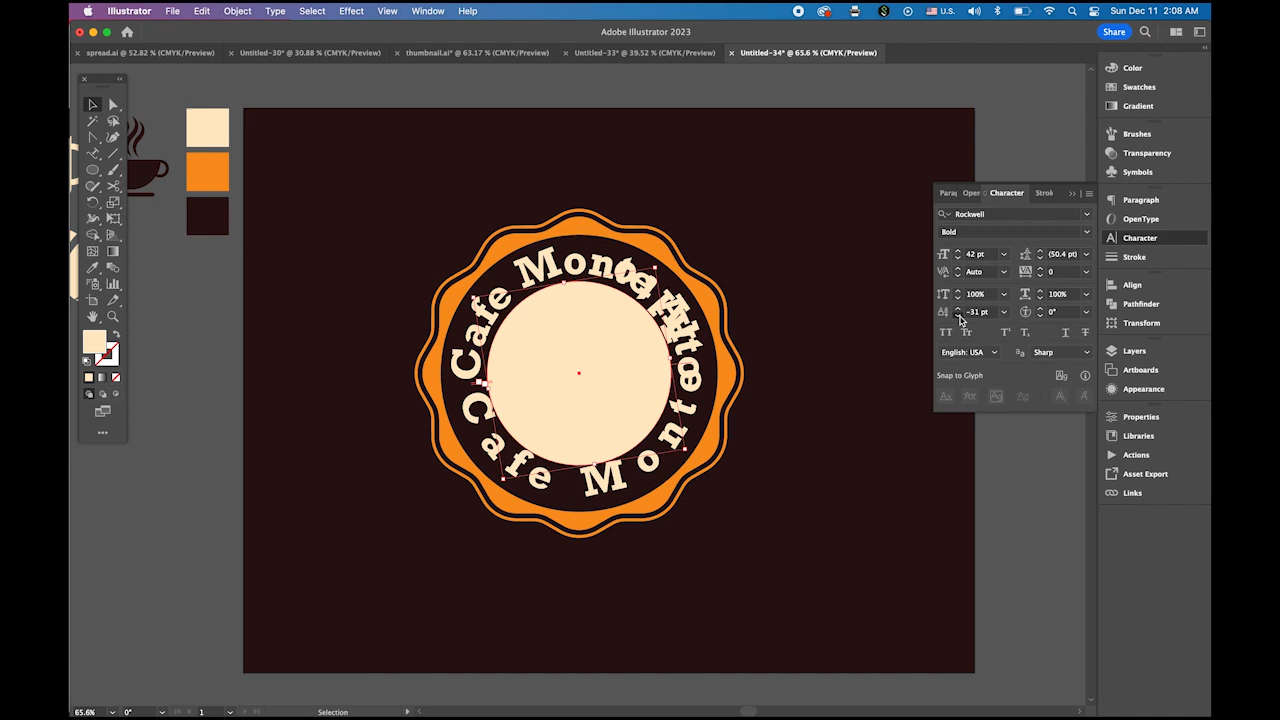 Illustrator File Edit Object Type Select Effect View Window Help U.S. Sun Dec 11 2:08 AM
Adobe Illustrator 2023 Share
× spread.ai @ 52.82 % (CMYK/Preview) × Untitled-30* @ 30.88 % (CMYK/Preview) × thumbnail.ai* @ 63.17 % (CMYK/Preview) × Untitled-33* @ 39.52 % (CMYK/Preview) × Untitled-34* @ 65.6 % (CMYK/Preview)
Cafe Monte Alto
Cafe Monte
Para Oper Character Strok
Rockwell
Bold
42 pt (50.4 pt)
Auto 0
100% 100%
-31 pt 0°
English: USA Sharp
Snap to Glyph
Color
Swatches
Gradient
Brushes
Transparency
Symbols
Paragraph
OpenType
Character
Stroke
Align
Pathfinder
Transform
Layers
Artboards
Appearance
Properties
Libraries
Actions
Asset Export
Links
65.6% 0° 1 Selection